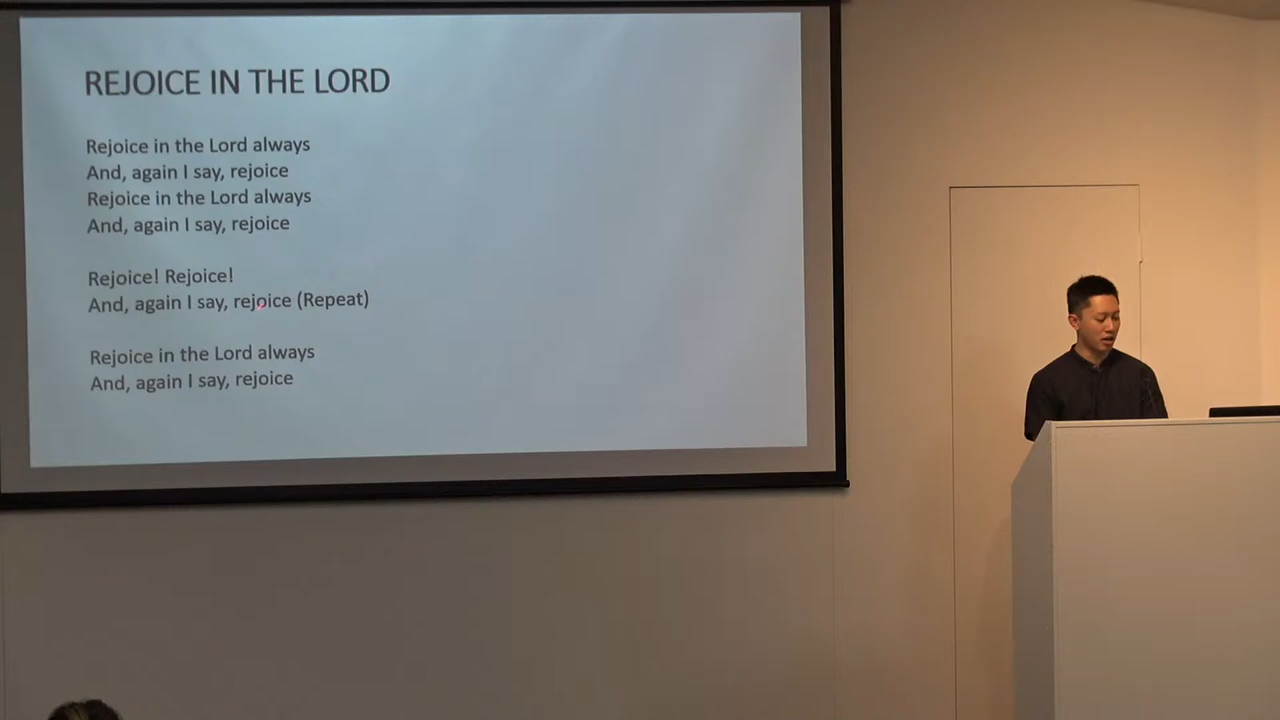 REJOICE IN THE LORD
Rejoice in the Lord always
And, again I say, rejoice
Rejoice in the Lord always
And, again I say, rejoice
Rejoice! Rejoice!
And, again I say, rejoice (Repeat)
Rejoice in the Lord always
And, again I say, rejoice